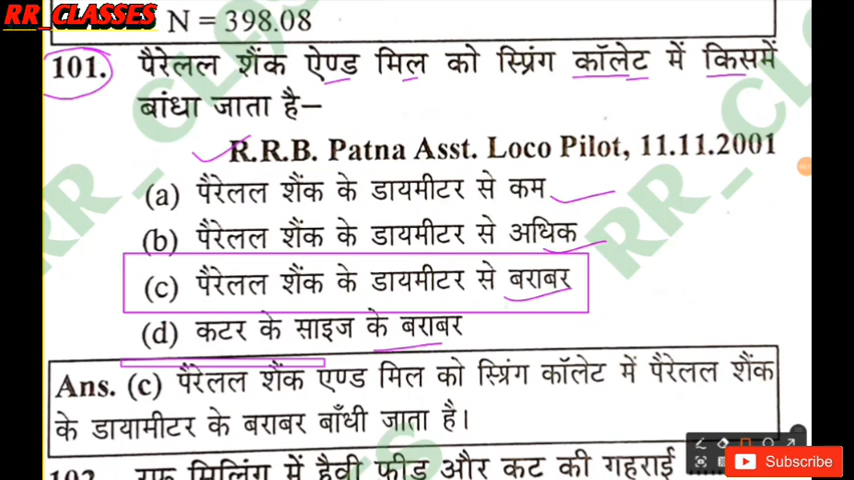 RR_CLASSES
N = 398.08
101. पैरेलल शैंक ऐण्ड मिल को स्प्रिंग कॉलेट में किसमें
बांधा जाता है–
R.R.B. Patna Asst. Loco Pilot, 11.11.2001
(a) पैरेलल शैंक के डायमीटर से कम
(b) पैरेलल शैंक के डायमीटर से अधिक
(c) पैरेलल शैंक के डायमीटर से बराबर
(d) कटर के साइज के बराबर
Ans. (c) पैरेलल शैंक एण्ड मिल को स्प्रिंग कॉलेट में पैरेलल शैंक
के डायामीटर के बराबर बाँधी जाता है।
102. रफ मिलिंग में हैवी फीड और कट की गहराई
SUBSCRIBE